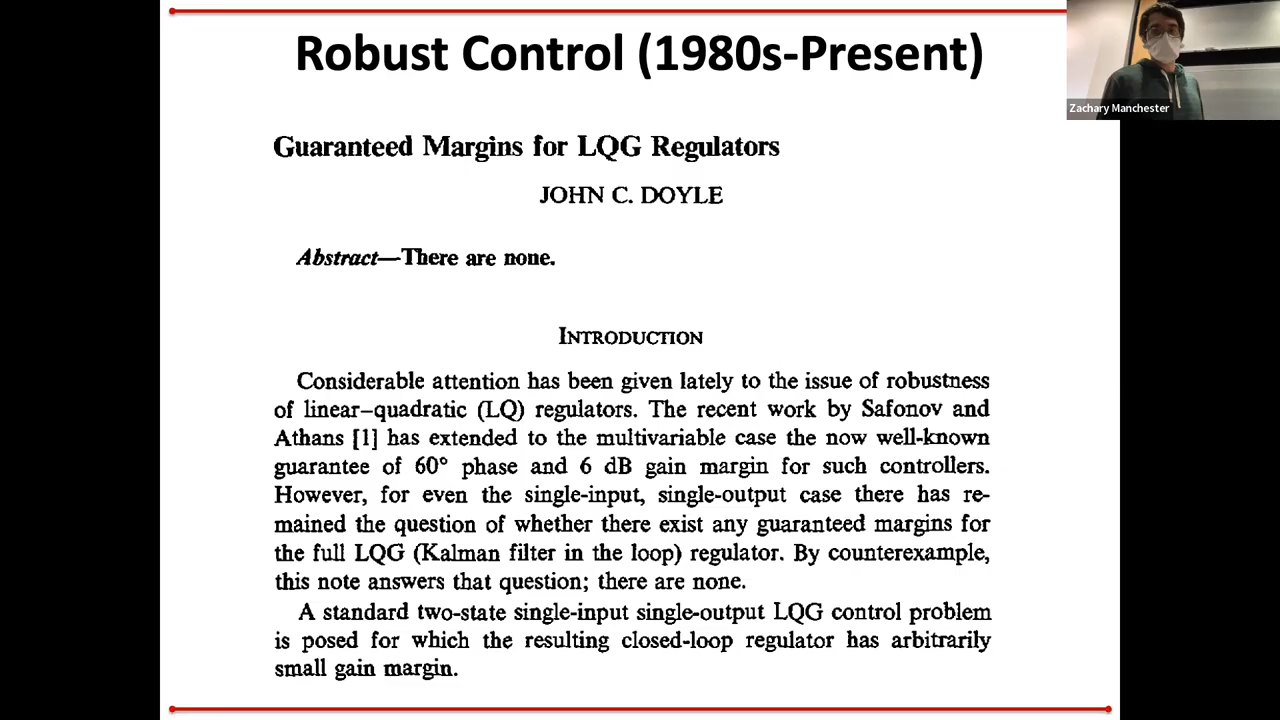 Robust Control (1980s-Present)
Zachary Manchester
Guaranteed Margins for LQG Regulators
JOHN C. DOYLE
Abstract—There are none.
INTRODUCTION
Considerable attention has been given lately to the issue of robustness
of linear–quadratic (LQ) regulators. The recent work by Safonov and
Athans [1] has extended to the multivariable case the now well-known
guarantee of 60° phase and 6 dB gain margin for such controllers.
However, for even the single-input, single-output case there has re-
mained the question of whether there exist any guaranteed margins for
the full LQG (Kalman filter in the loop) regulator. By counterexample,
this note answers that question; there are none.
A standard two-state single-input single-output LQG control problem
is posed for which the resulting closed-loop regulator has arbitrarily
small gain margin.